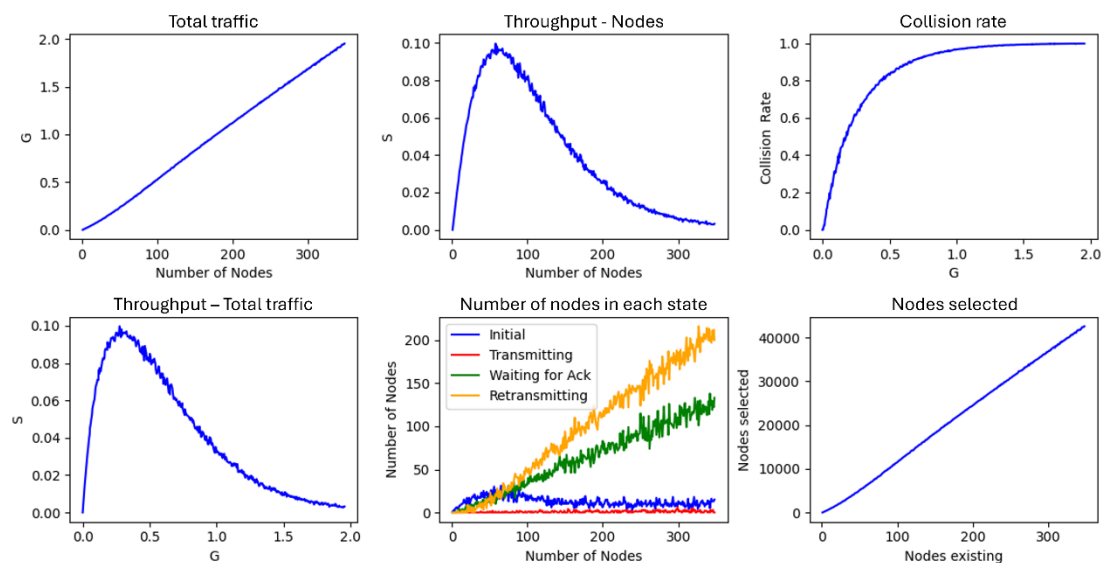 Total traffic
2.0
1.5
1.0
0.5
0.0
G
0 100 200 300
Number of Nodes
Throughput - Nodes
0.10
0.08
0.06
0.04
0.02
0.00
S
0 100 200 300
Number of Nodes
Collision rate
1.0
0.8
0.6
0.4
0.2
0.0
Collision Rate
0.0 0.5 1.0 1.5 2.0
G
Throughput – Total traffic
0.10
0.08
0.06
0.04
0.02
0.00
S
0.0 0.5 1.0 1.5 2.0
G
Number of nodes in each state
Initial
Transmitting
Waiting for Ack
Retransmitting
200
150
100
50
0
Number of Nodes
0 100 200 300
Number of Nodes
Nodes selected
40000
30000
20000
10000
0
Nodes selected
0 100 200 300
Nodes existing